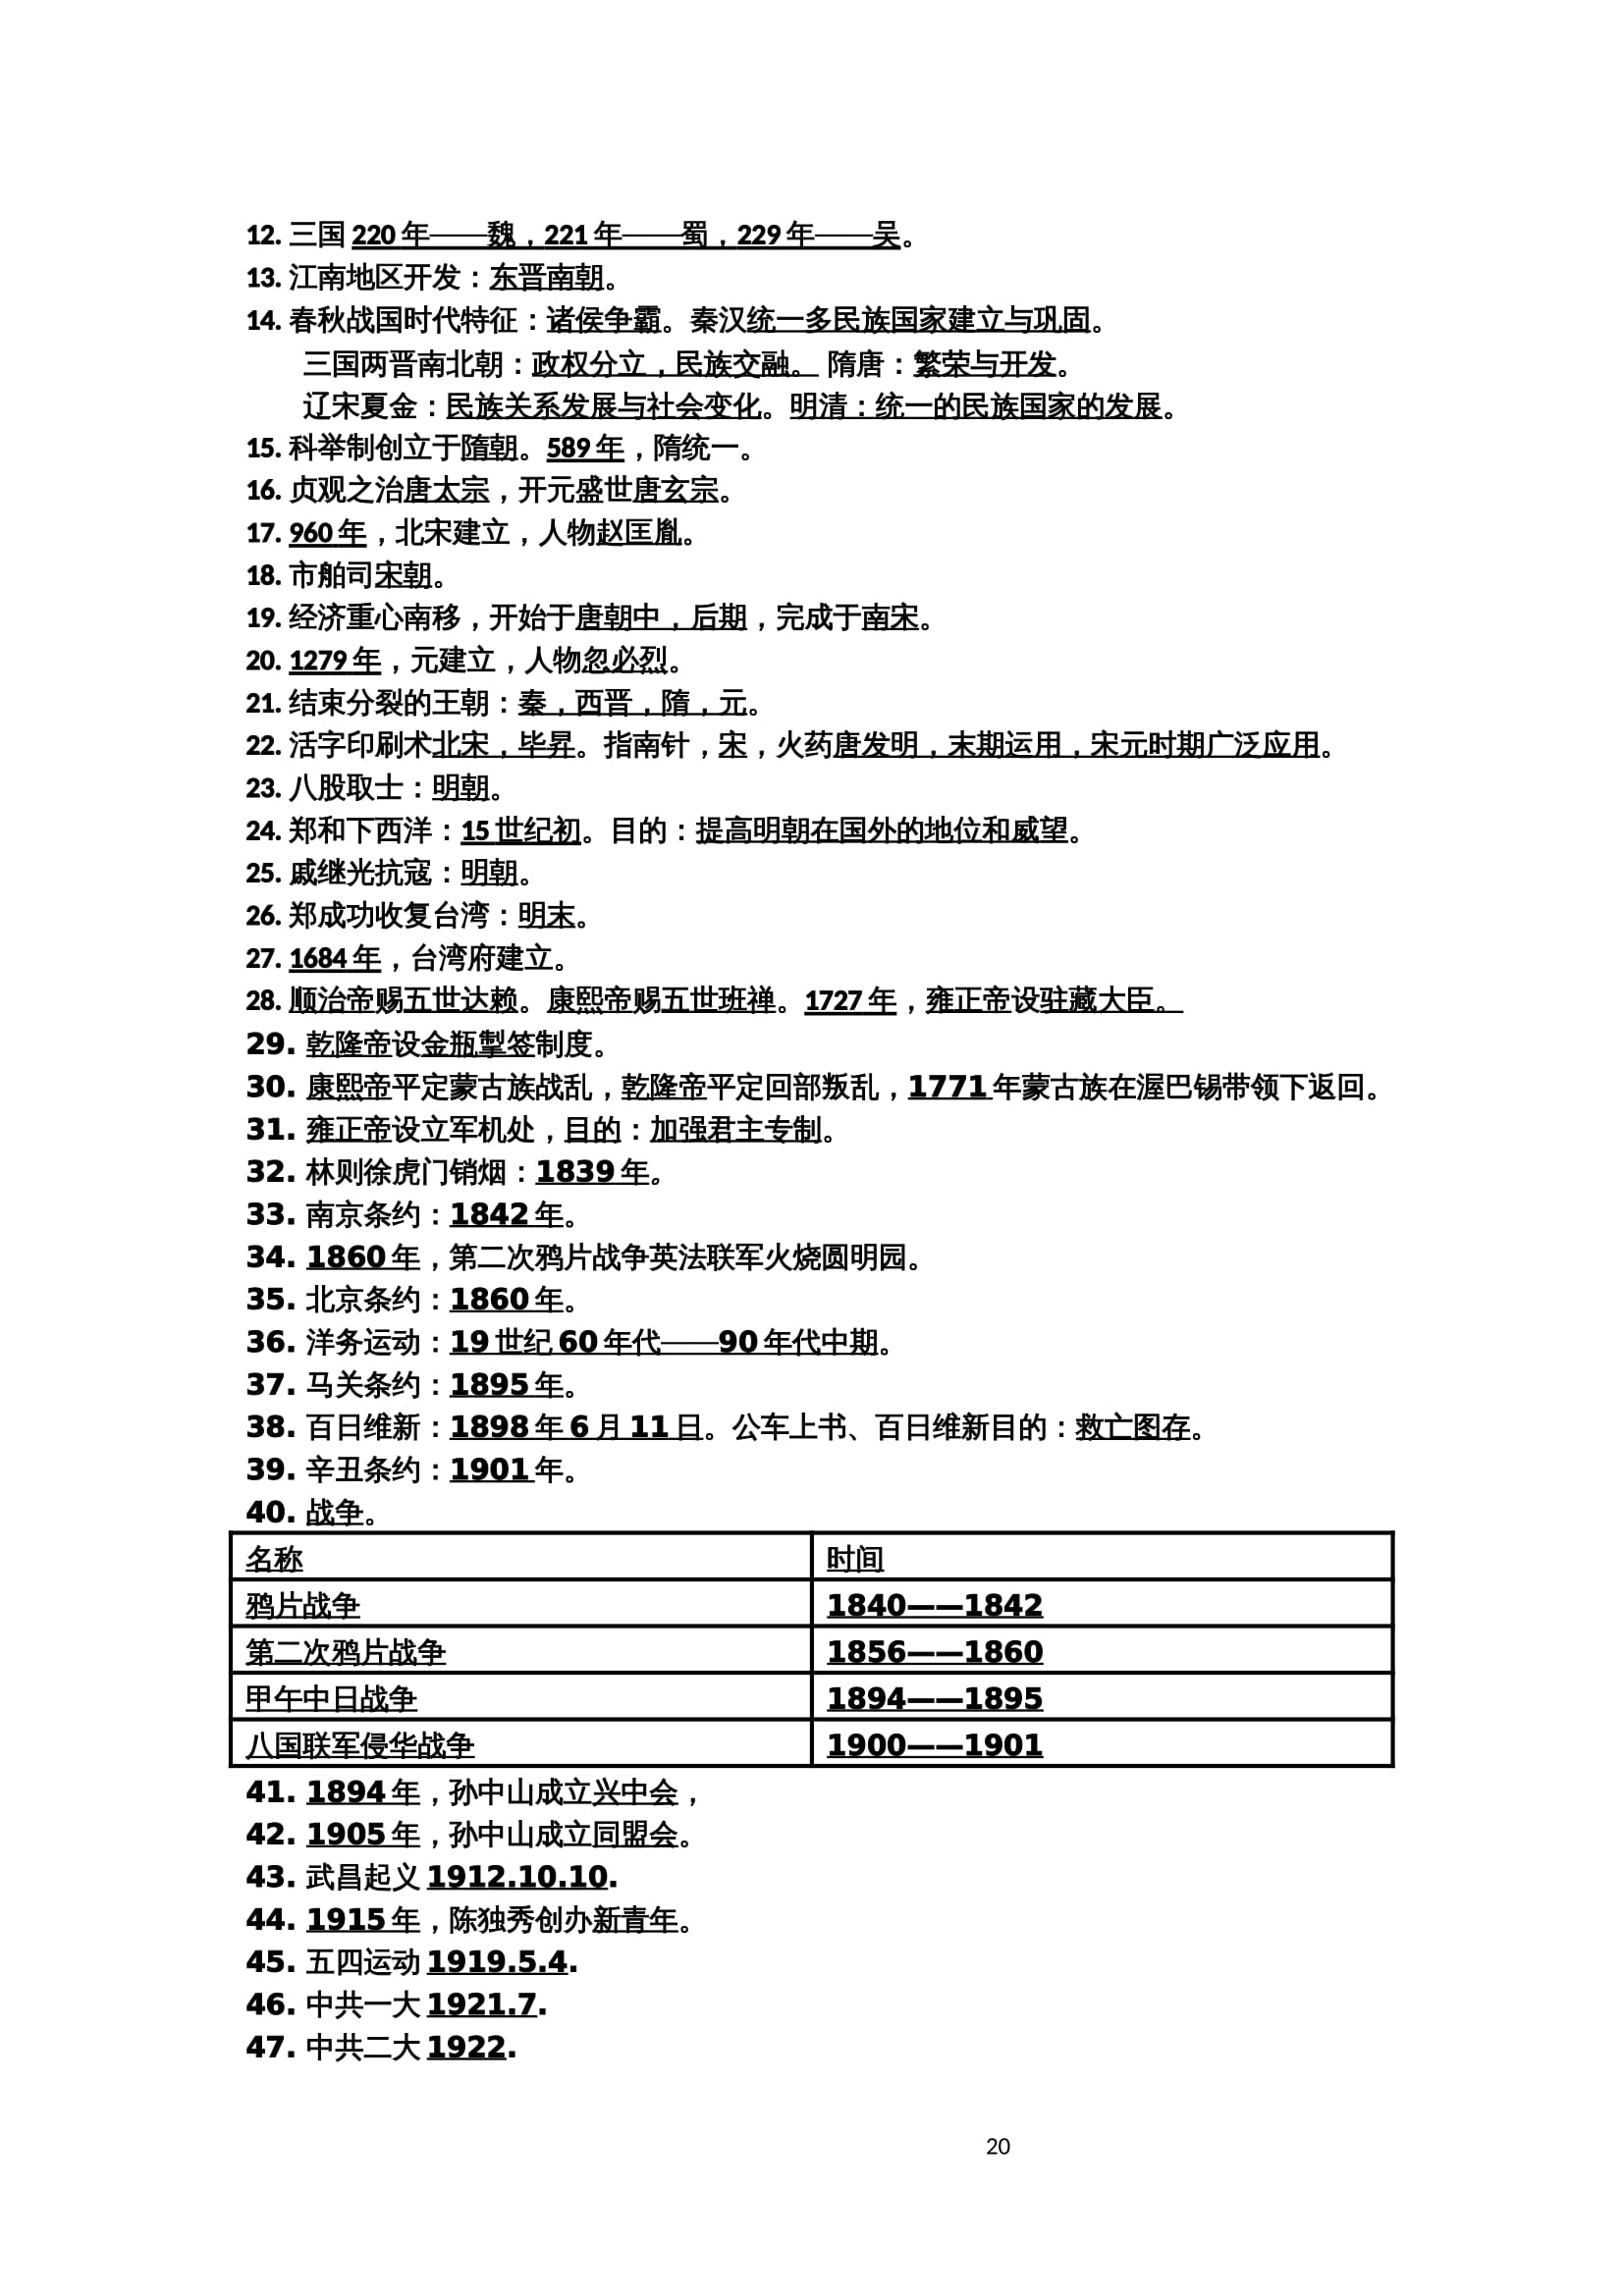 12. 三国 220 年——魏，221 年——蜀，229 年——吴。
13. 江南地区开发：东晋南朝。
14. 春秋战国时代特征：诸侯争霸。秦汉统一多民族国家建立与巩固。
三国两晋南北朝：政权分立，民族交融。 隋唐：繁荣与开发。
辽宋夏金：民族关系发展与社会变化。明清：统一的民族国家的发展。
15. 科举制创立于隋朝。589 年，隋统一。
16. 贞观之治唐太宗，开元盛世唐玄宗。
17. 960 年，北宋建立，人物赵匡胤。
18. 市舶司宋朝。
19. 经济重心南移，开始于唐朝中，后期，完成于南宋。
20. 1279 年，元建立，人物忽必烈。
21. 结束分裂的王朝：秦，西晋，隋，元。
22. 活字印刷术北宋，毕昇。指南针，宋，火药唐发明，末期运用，宋元时期广泛应用。
23. 八股取士：明朝。
24. 郑和下西洋：15 世纪初。目的：提高明朝在国外的地位和威望。
25. 戚继光抗寇：明朝。
26. 郑成功收复台湾：明末。
27. 1684 年，台湾府建立。
28. 顺治帝赐五世达赖。康熙帝赐五世班禅。1727 年，雍正帝设驻藏大臣。
29. 乾隆帝设金瓶掣签制度。
30. 康熙帝平定蒙古族战乱，乾隆帝平定回部叛乱，1771 年蒙古族在渥巴锡带领下返回。
31. 雍正帝设立军机处，目的：加强君主专制。
32. 林则徐虎门销烟：1839 年。
33. 南京条约：1842 年。
34. 1860 年，第二次鸦片战争英法联军火烧圆明园。
35. 北京条约：1860 年。
36. 洋务运动：19 世纪 60 年代——90 年代中期。
37. 马关条约：1895 年。
38. 百日维新：1898 年 6 月 11 日。公车上书、百日维新目的：救亡图存。
39. 辛丑条约：1901 年。
40. 战争。
名称 时间
鸦片战争 1840——1842
第二次鸦片战争 1856——1860
甲午中日战争 1894——1895
八国联军侵华战争 1900——1901
41. 1894 年，孙中山成立兴中会，
42. 1905 年，孙中山成立同盟会。
43. 武昌起义 1912.10.10.
44. 1915 年，陈独秀创办新青年。
45. 五四运动 1919.5.4.
46. 中共一大 1921.7.
47. 中共二大 1922.
20